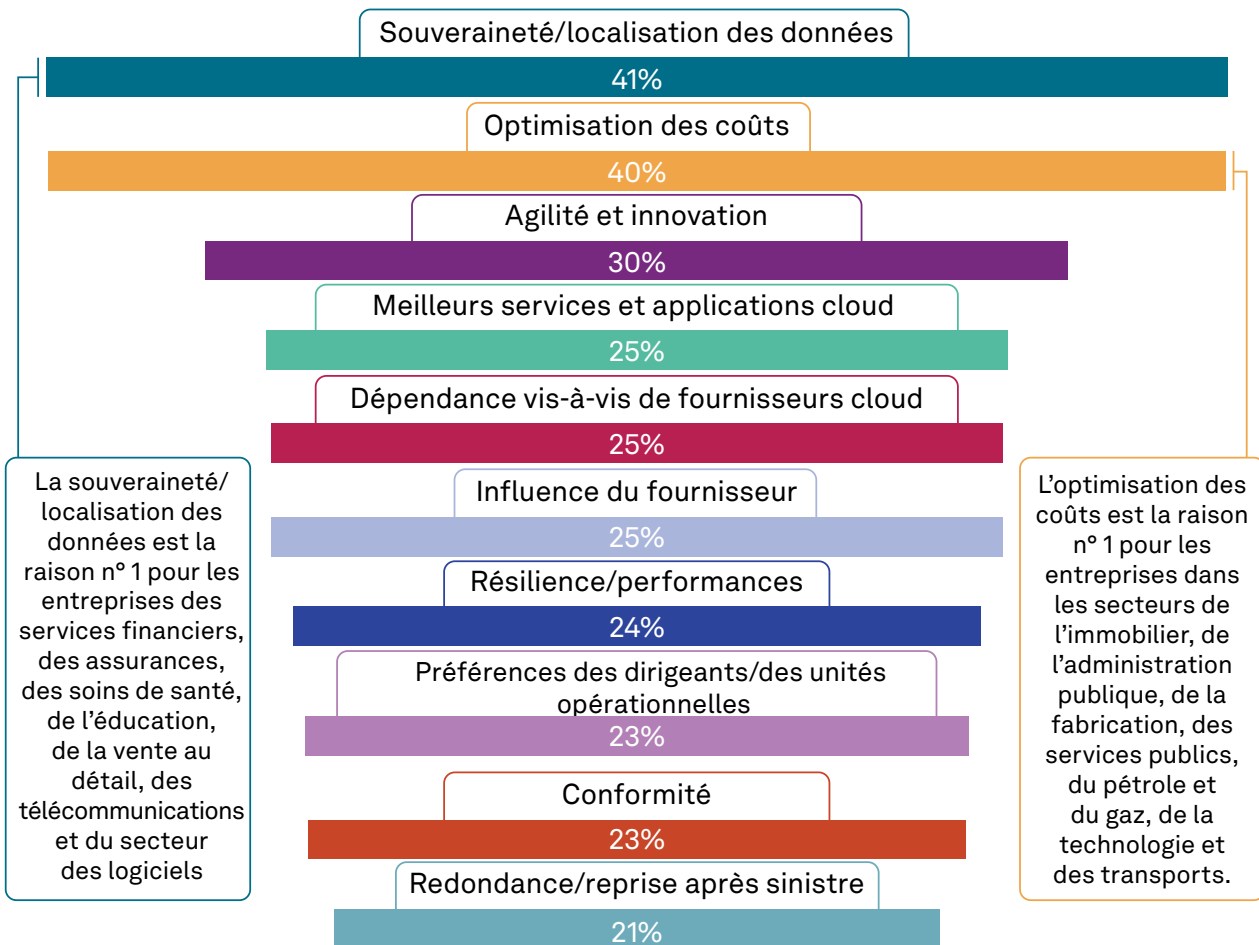 Souveraineté/localisation des données
41%
Optimisation des coûts
40%
Agilité et innovation
30%
Meilleurs services et applications cloud
25%
Dépendance vis-à-vis de fournisseurs cloud
25%
Influence du fournisseur
25%
Résilience/performances
24%
Préférences des dirigeants/des unités
opérationnelles
23%
Conformité
23%
Redondance/reprise après sinistre
21%
La souveraineté/
localisation des
données est la
raison n° 1 pour les
entreprises des
services financiers,
des assurances,
des soins de santé,
de l’éducation,
de la vente au
détail, des
télécommunications
et du secteur
des logiciels
L’optimisation des
coûts est la raison
n° 1 pour les
entreprises dans
les secteurs de
l’immobilier, de
l’administration
publique, de la
fabrication, des
services publics,
du pétrole et
du gaz, de la
technologie et
des transports.